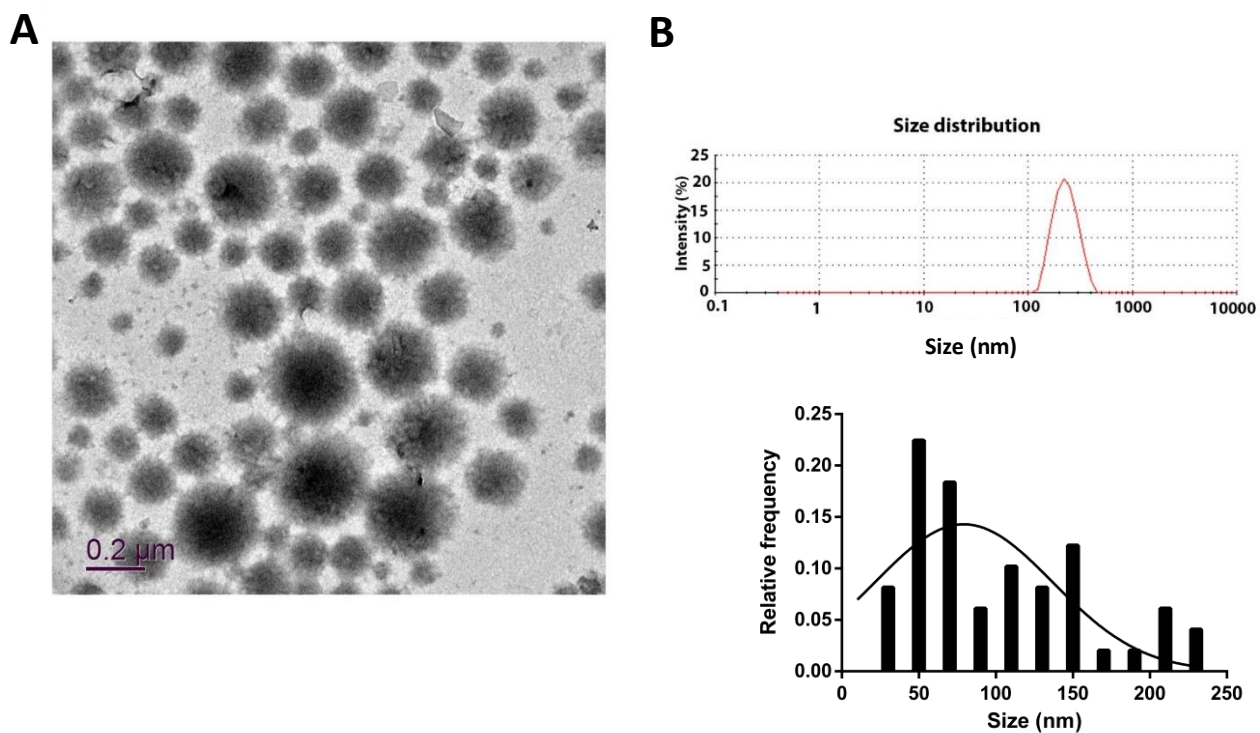 A
0.2 µm
B
Size distribution
Intensity (%)
25
20
15
10
5
0
0.1 1 10 100 1000 10000
Size (nm)
Relative frequency
0.25
0.20
0.15
0.10
0.05
0.00
0 50 100 150 200 250
Size (nm)